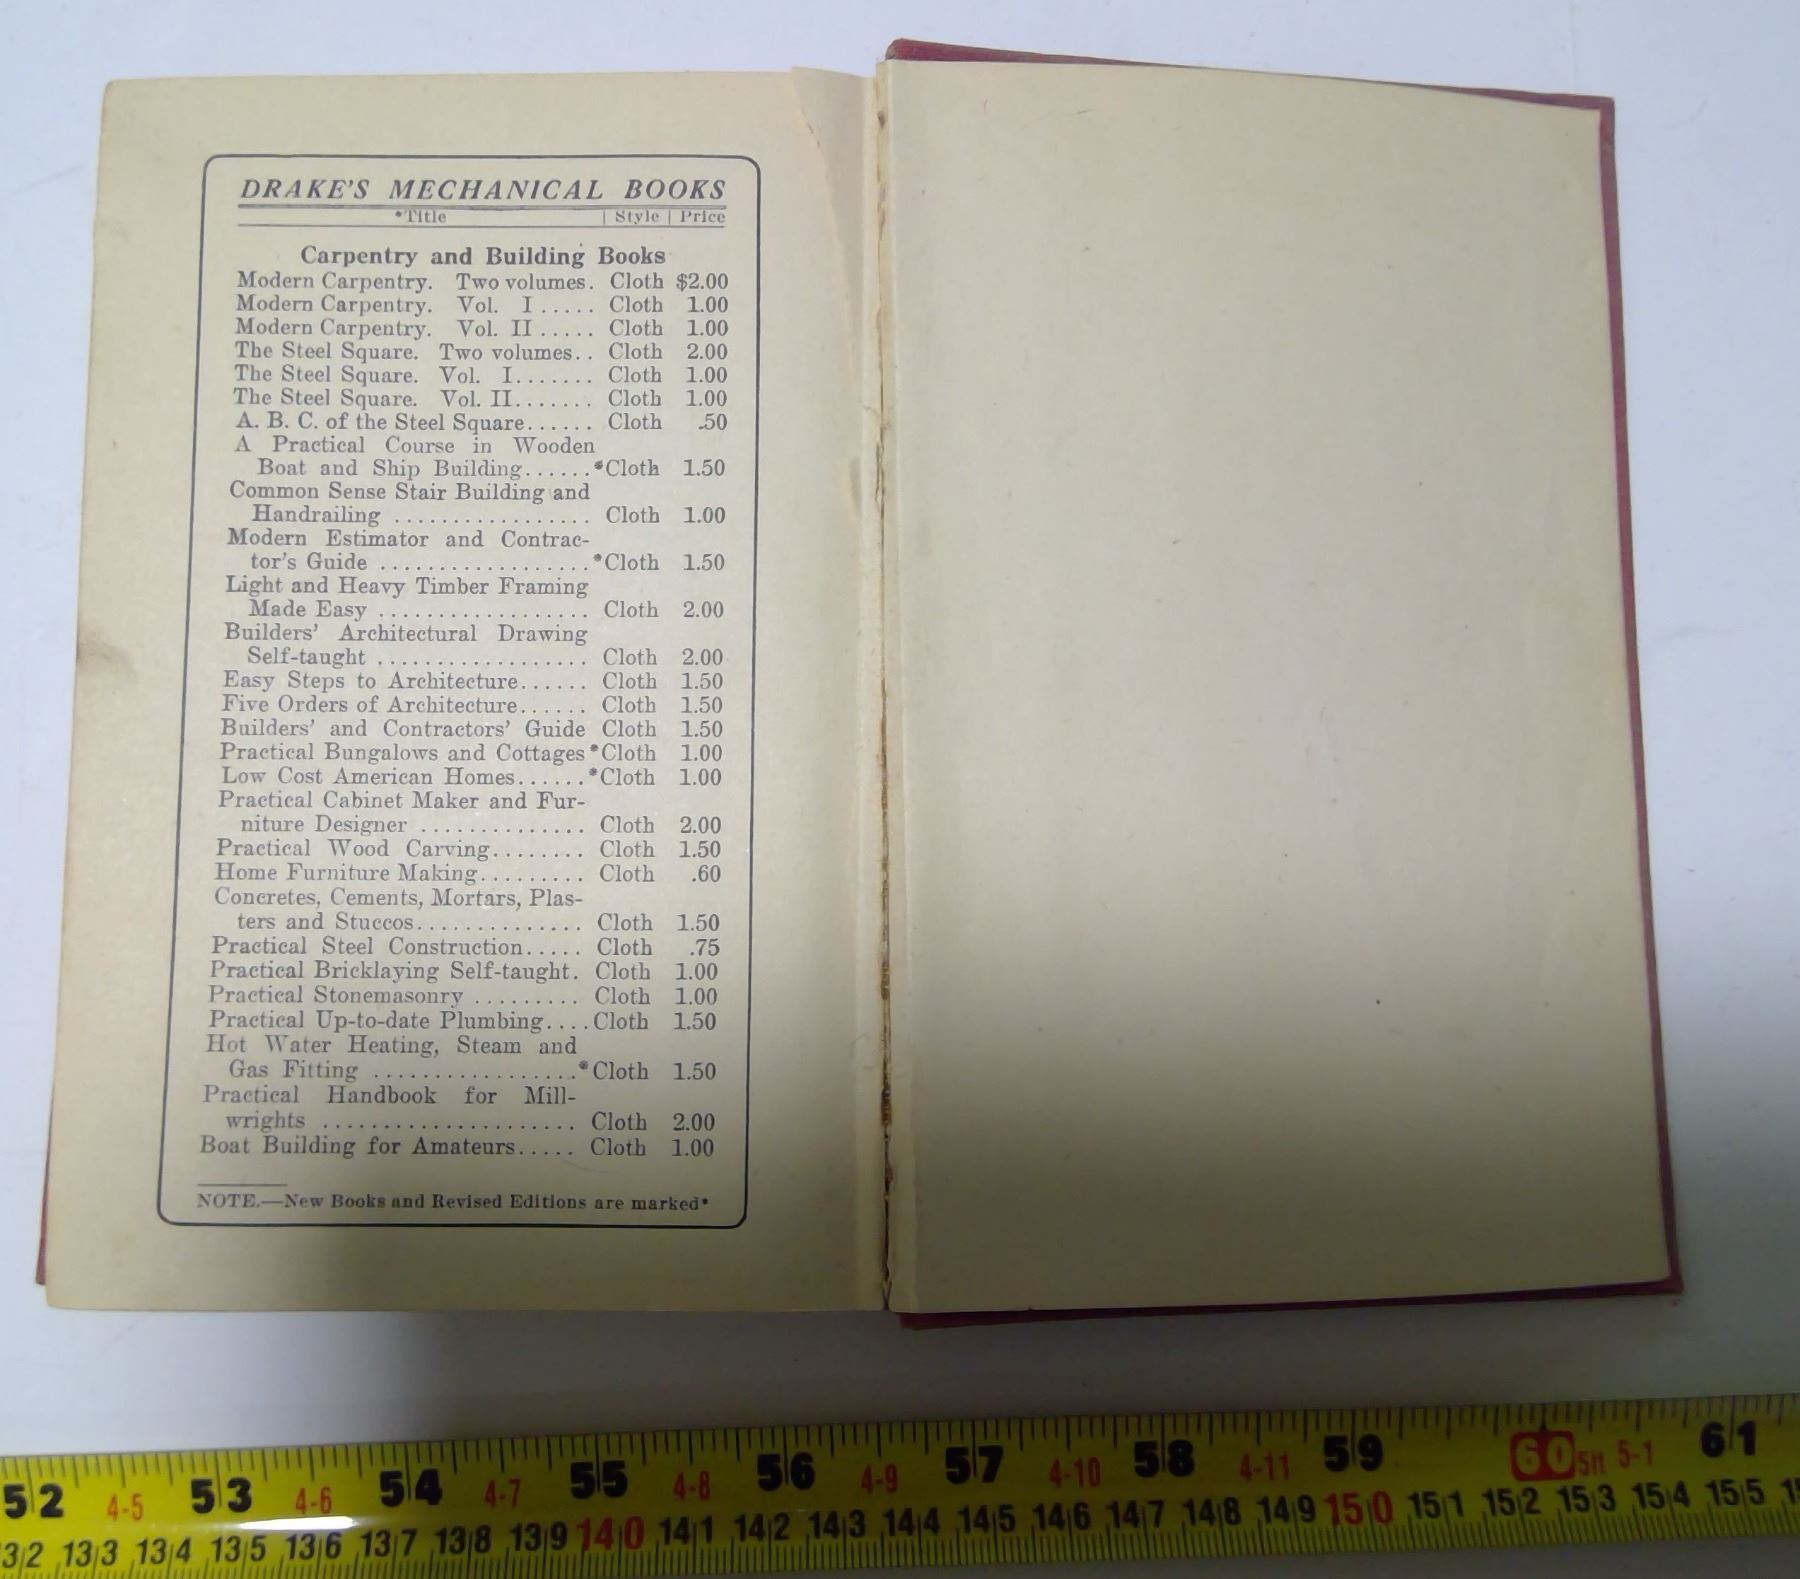 DRAKE'S MECHANICAL BOOKS
*Title | Style | Price
Carpentry and Building Books
Modern Carpentry. Two volumes. Cloth $2.00
Modern Carpentry. Vol. I ..... Cloth 1.00
Modern Carpentry. Vol. II ..... Cloth 1.00
The Steel Square. Two volumes.. Cloth 2.00
The Steel Square. Vol. I....... Cloth 1.00
The Steel Square. Vol. II....... Cloth 1.00
A. B. C. of the Steel Square...... Cloth .50
A Practical Course in Wooden
Boat and Ship Building......*Cloth 1.50
Common Sense Stair Building and
Handrailing ................. Cloth 1.00
Modern Estimator and Contrac-
tor's Guide ..................*Cloth 1.50
Light and Heavy Timber Framing
Made Easy .................. Cloth 2.00
Builders' Architectural Drawing
Self-taught .................. Cloth 2.00
Easy Steps to Architecture...... Cloth 1.50
Five Orders of Architecture...... Cloth 1.50
Builders' and Contractors' Guide Cloth 1.50
Practical Bungalows and Cottages*Cloth 1.00
Low Cost American Homes......*Cloth 1.00
Practical Cabinet Maker and Fur-
niture Designer .............. Cloth 2.00
Practical Wood Carving........ Cloth 1.50
Home Furniture Making......... Cloth .60
Concretes, Cements, Mortars, Plas-
ters and Stuccos.............. Cloth 1.50
Practical Steel Construction..... Cloth .75
Practical Bricklaying Self-taught. Cloth 1.00
Practical Stonemasonry ......... Cloth 1.00
Practical Up-to-date Plumbing.... Cloth 1.50
Hot Water Heating, Steam and
Gas Fitting .................*Cloth 1.50
Practical Handbook for Mill-
wrights ...................... Cloth 2.00
Boat Building for Amateurs..... Cloth 1.00
NOTE.—New Books and Revised Editions are marked*
52 4-5 53 4-6 54 4-7 55 4-8 56 4-9 57 4-10 58 4-11 59 60 5ft 5-1 61
132 133 134 135 136 137 138 139 140 141 142 143 144 145 146 147 148 149 150 151 152 153 154 155